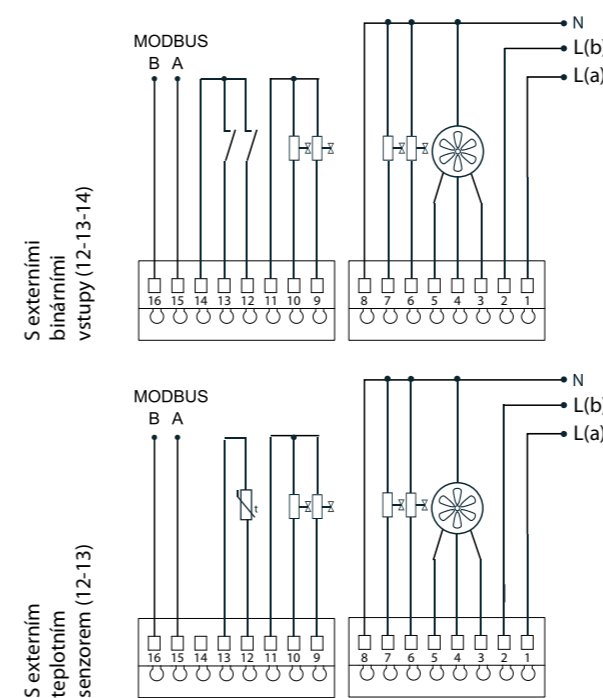 S externími
binárními
vstupy (12-13-14)
MODBUS
B A
N
L(b)
L(a)
16 15 14 13 12 11 10 9
8 7 6 5 4 3 2 1
S externím
teplotním
senzorem (12-13)
MODBUS
B A
t
N
L(b)
L(a)
16 15 14 13 12 11 10 9
8 7 6 5 4 3 2 1